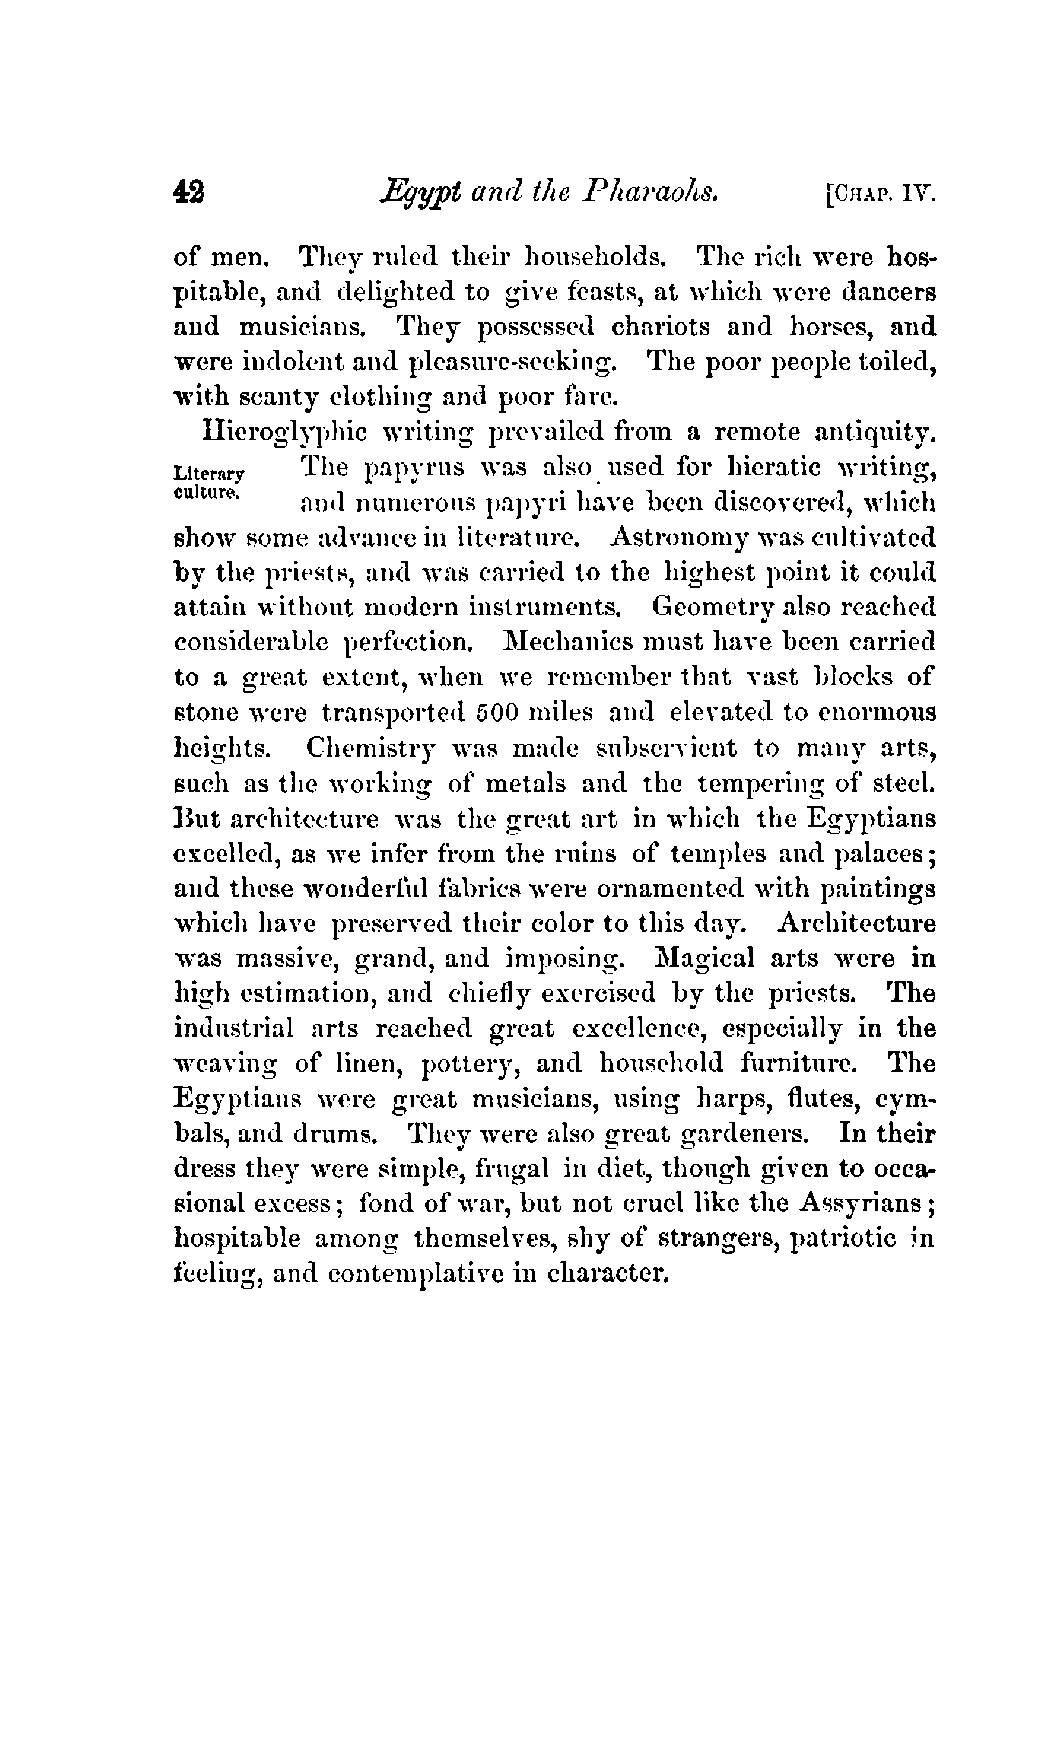 42 Egypt and the Pharaohs. [CHAP. IV.
of men. They ruled their households. The rich were hos-
pitable, and delighted to give feasts, at which were dancers
and musicians. They possessed chariots and horses, and
were indolent and pleasure-seeking. The poor people toiled,
with scanty clothing and poor fare.
Hieroglyphic writing prevailed from a remote antiquity.
Literary culture.
The papyrus was also used for hieratic writing,
and numerous papyri have been discovered, which
show some advance in literature. Astronomy was cultivated
by the priests, and was carried to the highest point it could
attain without modern instruments. Geometry also reached
considerable perfection. Mechanics must have been carried
to a great extent, when we remember that vast blocks of
stone were transported 500 miles and elevated to enormous
heights. Chemistry was made subservient to many arts,
such as the working of metals and the tempering of steel.
But architecture was the great art in which the Egyptians
excelled, as we infer from the ruins of temples and palaces;
and these wonderful fabrics were ornamented with paintings
which have preserved their color to this day. Architecture
was massive, grand, and imposing. Magical arts were in
high estimation, and chiefly exercised by the priests. The
industrial arts reached great excellence, especially in the
weaving of linen, pottery, and household furniture. The
Egyptians were great musicians, using harps, flutes, cym-
bals, and drums. They were also great gardeners. In their
dress they were simple, frugal in diet, though given to occa-
sional excess; fond of war, but not cruel like the Assyrians;
hospitable among themselves, shy of strangers, patriotic in
feeling, and contemplative in character.